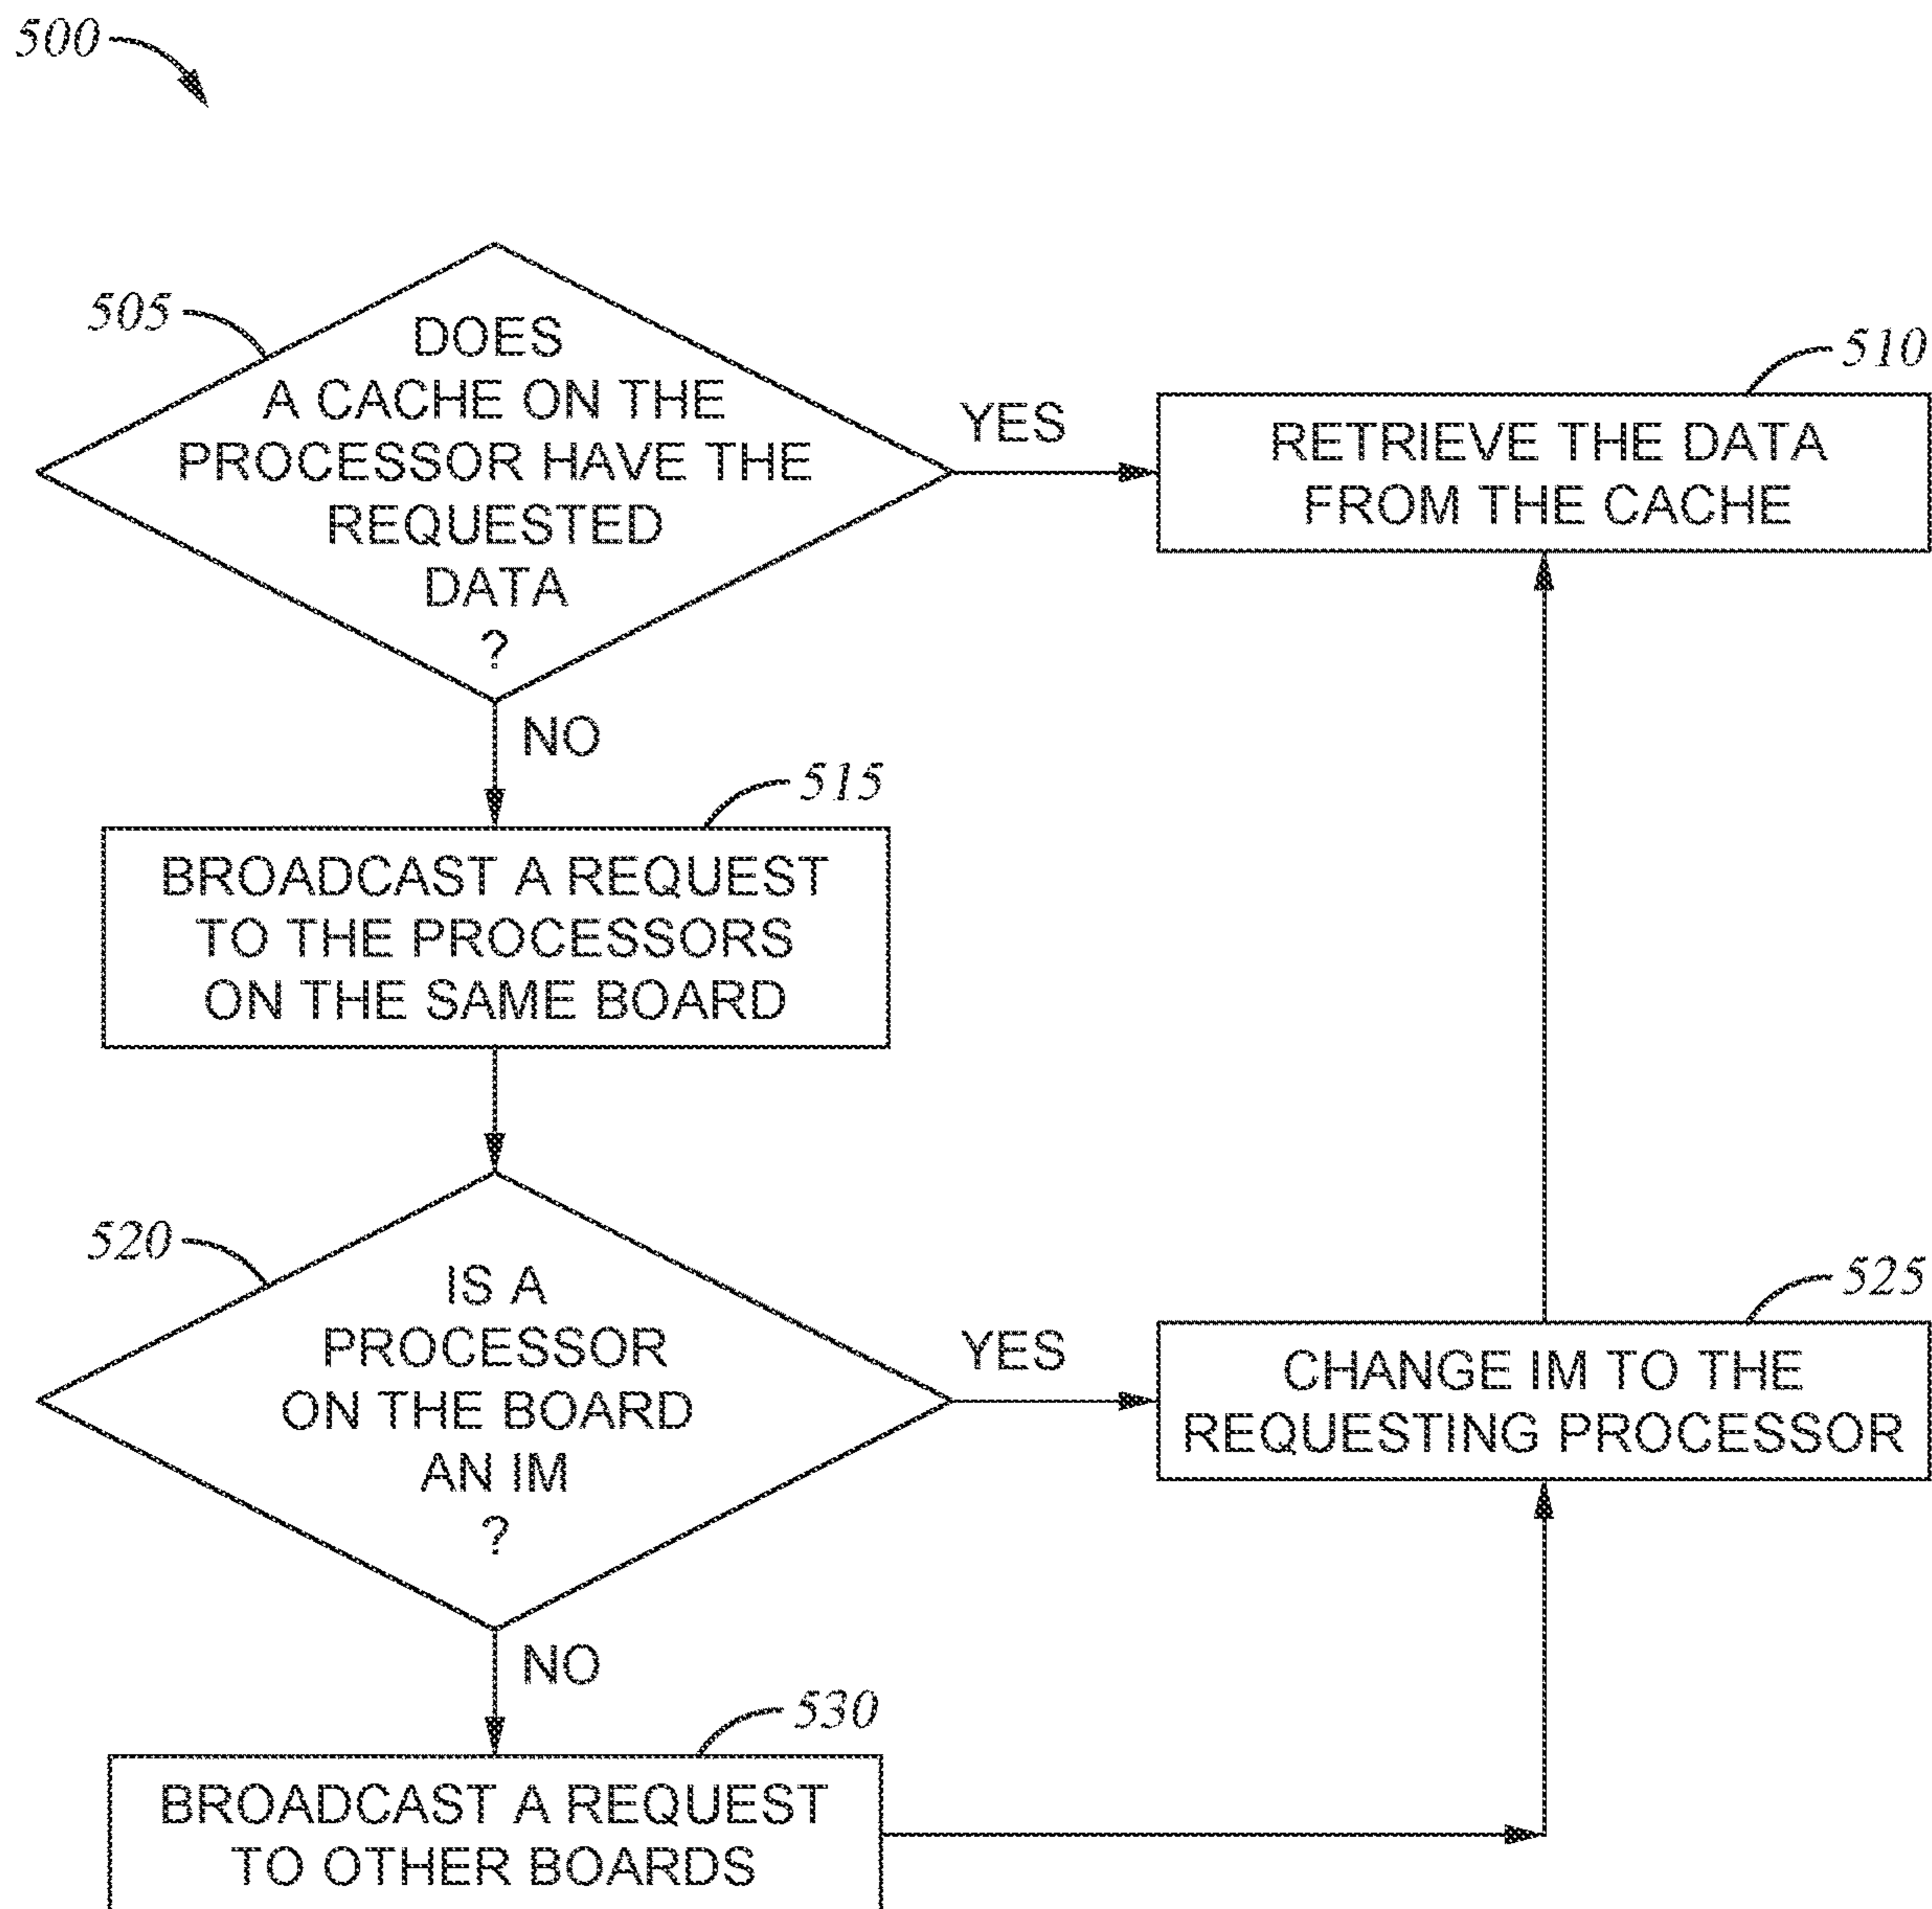 500
505
DOES
A CACHE ON THE
PROCESSOR HAVE THE
REQUESTED
DATA
?
YES
510
RETRIEVE THE DATA
FROM THE CACHE
NO
515
BROADCAST A REQUEST
TO THE PROCESSORS
ON THE SAME BOARD
520
IS A
PROCESSOR
ON THE BOARD
AN IM
?
YES
525
CHANGE IM TO THE
REQUESTING PROCESSOR
NO
530
BROADCAST A REQUEST
TO OTHER BOARDS